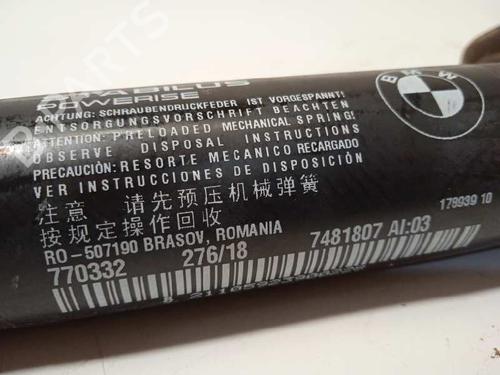 POWERISE
BMW
ACHTUNG: SCHRAUBENDRUCKFEDER IST VORGESPANNT!
ENTSORGUNGSVORSCHRIFT BEACHTEN
ATTENTION: PRELOADED MECHANICAL SPRING!
OBSERVE DISPOSAL INSTRUCTIONS
PRECAUCIÓN: RESORTE MECANICO RECARGADO
VER INSTRUCCIONES DE DISPOSICIÓN
注意 请先预压机械弹簧
按规定操作回收
178939 10
RO-507190 BRASOV, ROMANIA
770332 276/18 7481807 AI:03